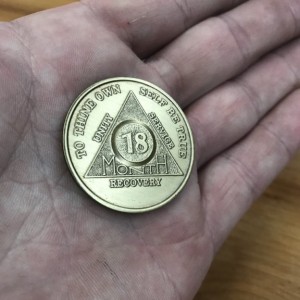 TO THINE OWN SELF BE TRUE
UNITY
SERVICE
18
MONTH
RECOVERY